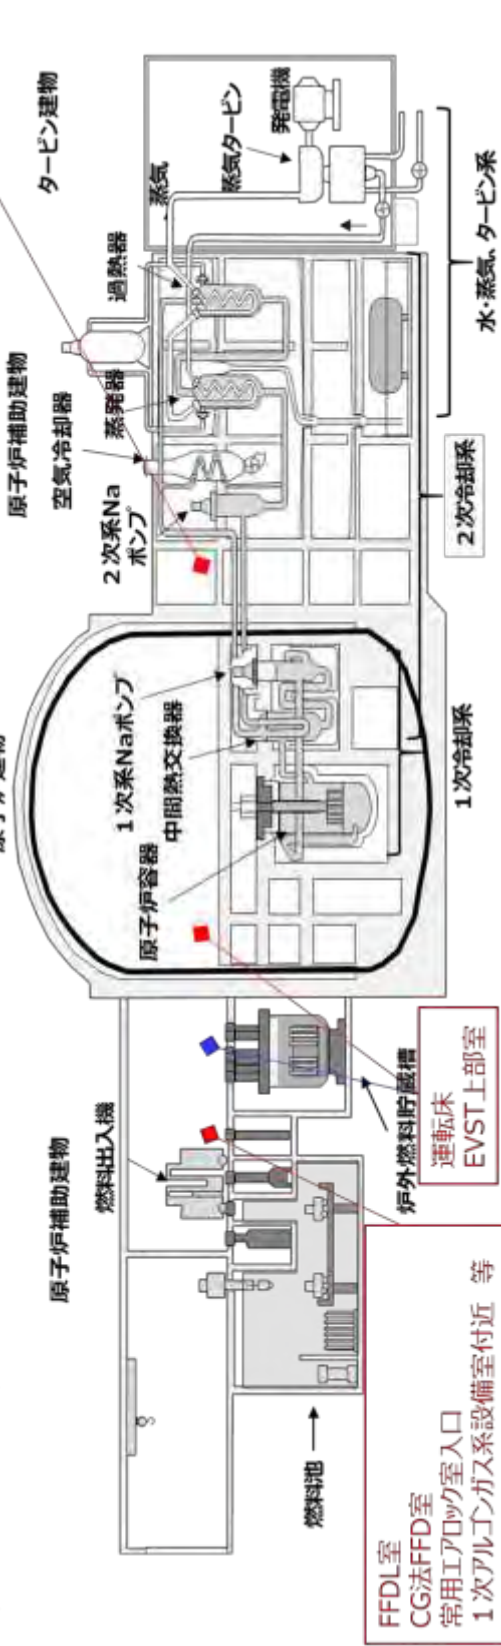 原子炉補助建物
燃料出入機
燃料池
炉外燃料貯蔵槽
原子炉容器
中間熱交換器
1次系Naポンプ
2次系Na
ポンプ
原子炉補助建物
空気冷却器
蒸発器
過熱器
タービン建物
蒸気
蒸気タービン
発電機
1次冷却系
2次冷却系
水・蒸気、タービン系
FFDL室
CG法FFD室
常用エアロック室入口
1次アルゴンガス系設備室付近 等
運転床
EVST上部室